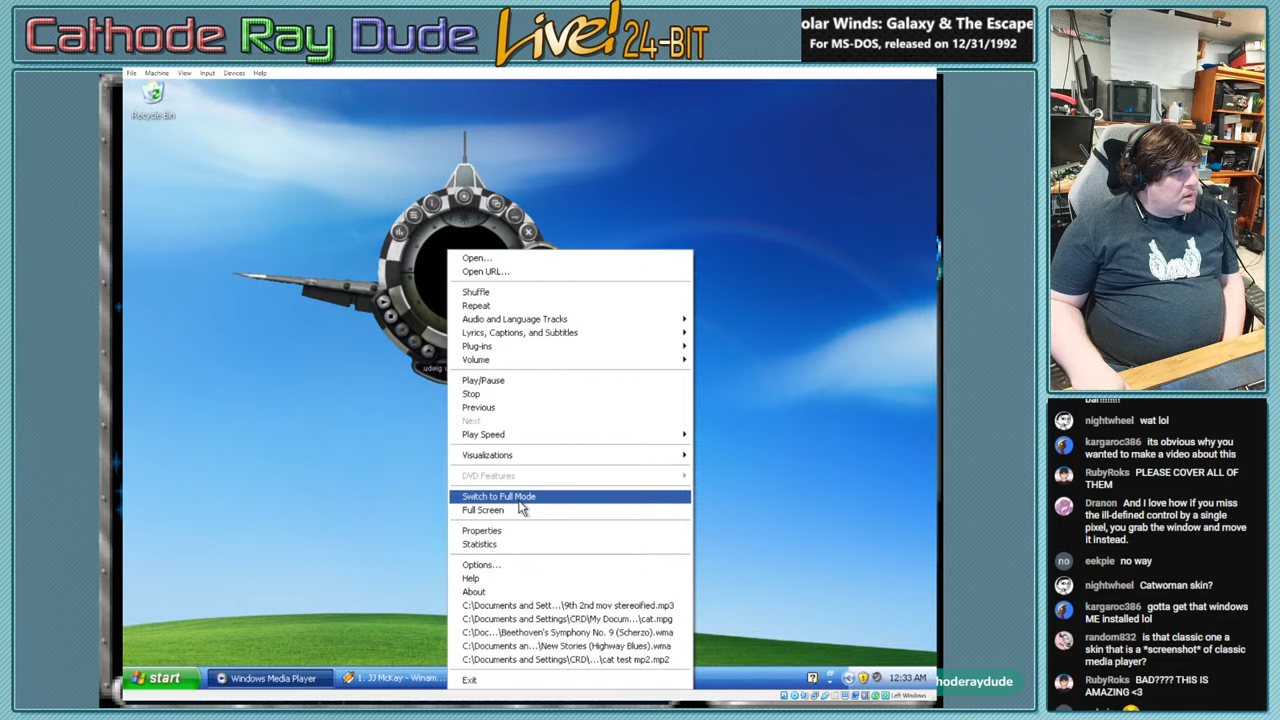 Cathode Ray Dude Live! 24-BIT
olar Winds: Galaxy & The Escape
For MS-DOS, released on 12/31/1992
File Machine View Input Devices Help
Recycle Bin
Open...
Open URL...
Shuffle
Repeat
Audio and Language Tracks
Lyrics, Captions, and Subtitles
Plug-ins
Volume
Play/Pause
Stop
Previous
Next
Play Speed
Visualizations
DVD Features
Switch to Full Mode
Full Screen
Properties
Statistics
Options...
Help
About
C:\Documents and Sett...\9th 2nd mov stereoified.mp3
C:\Documents and Settings\CRD\My Docum...\cat.mpg
C:\Doc...\Beethoven's Symphony No. 9 (Scherzo).wma
C:\Documents an...\New Stories (Highway Blues).wma
C:\Documents and Settings\CRD\...\cat test mp2.mp2
Exit
start
Windows Media Player
1. JJ McKay - Winam...
12:33 AM
Left Windows
hoderaydude
nightwheel wat lol
kargaroc386 its obvious why you
wanted to make a video about this
RubyRoks PLEASE COVER ALL OF
THEM
Dranon And I love how if you miss
the ill-defined control by a single
pixel, you grab the window and move
it instead.
no
eekpie no way
nightwheel Catwoman skin?
kargaroc386 gotta get that windows
ME installed lol
random832 is that classic one a
skin that is a *screenshot* of classic
media player?
RubyRoks BAD???? THIS IS
AMAZING <3